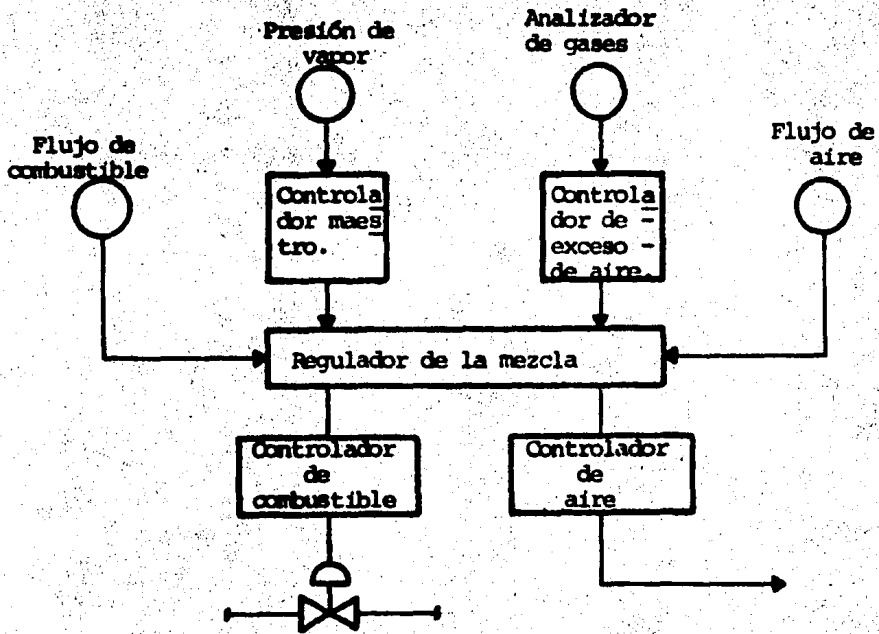 Presión de
vapor
Analizador
de gases
Flujo de
combustible
Flujo de
aire
Controla
dor maes
tro.
Controla
dor de -
exceso -
de aire.
Regulador de la mezcla
Controlador
de
combustible
Controlador
de
aire